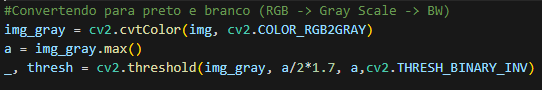 #Convertendo para preto e branco (RGB -> Gray Scale -> BW)
img_gray = cv2.cvtColor(img, cv2.COLOR_RGB2GRAY)
a = img_gray.max()
_, thresh = cv2.threshold(img_gray, a/2*1.7, a,cv2.THRESH_BINARY_INV)